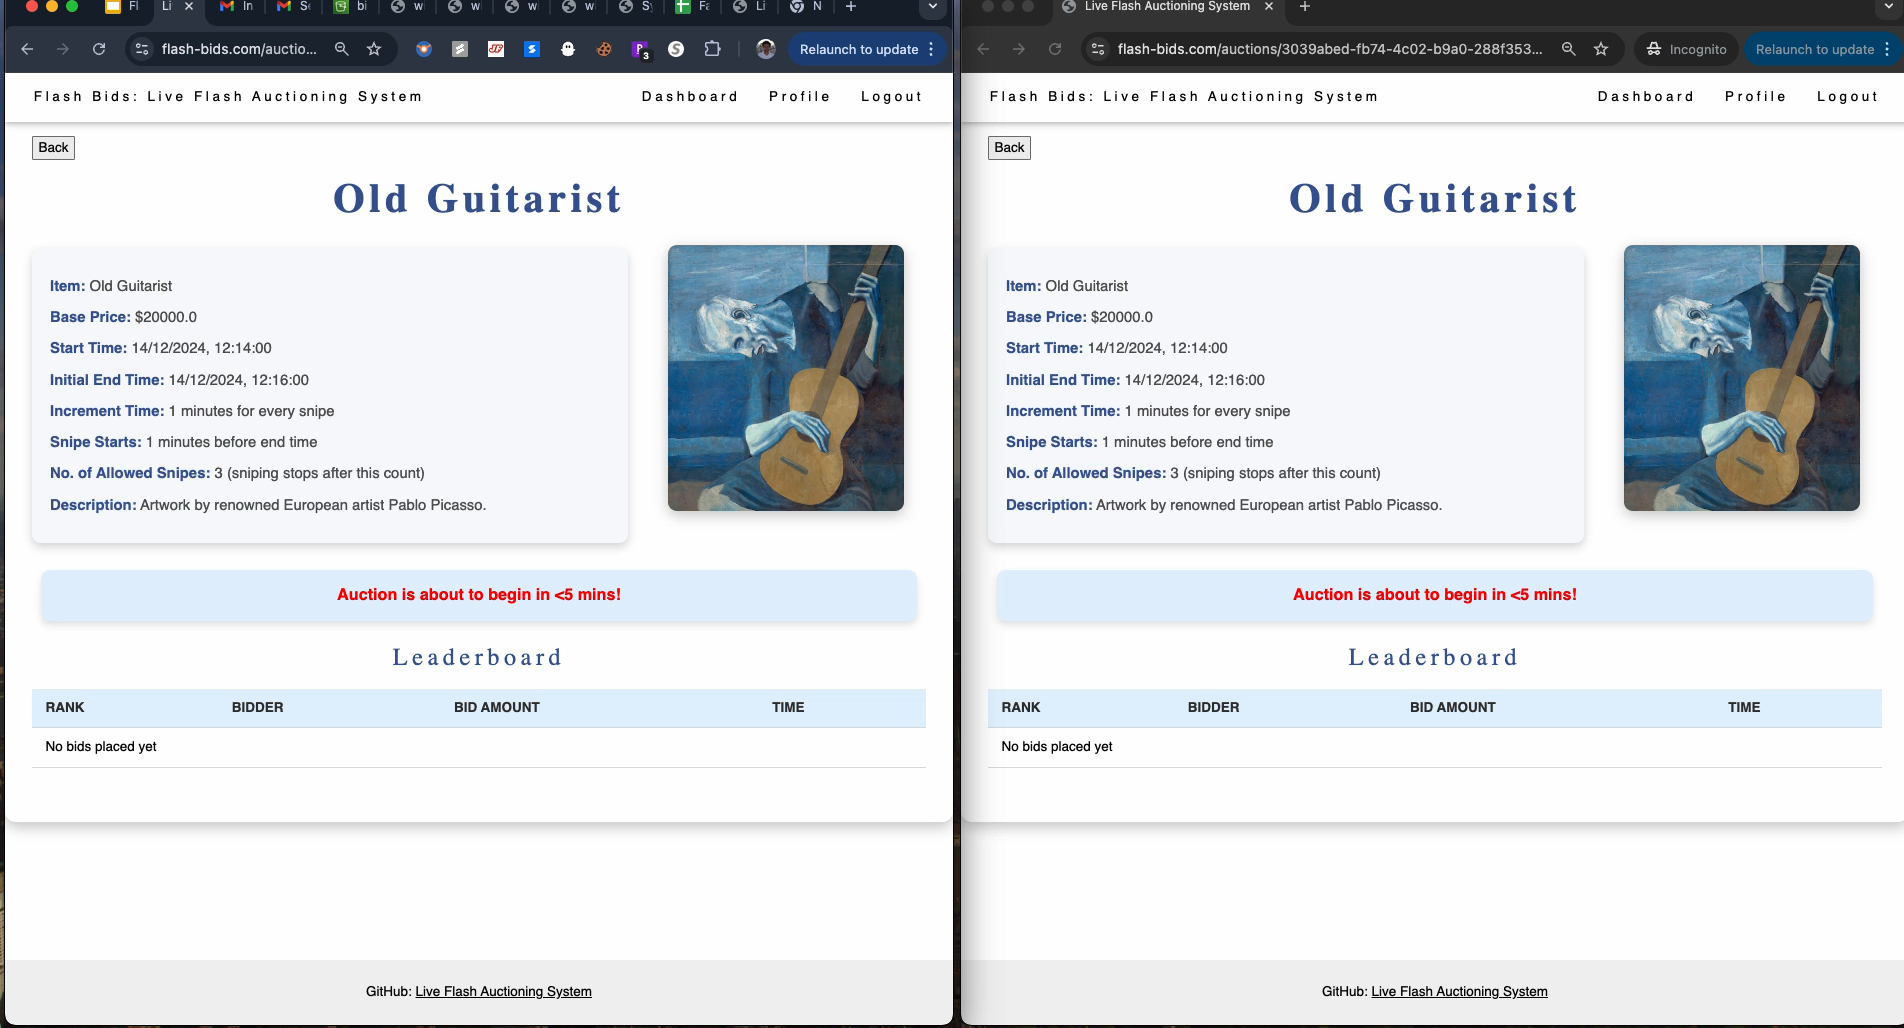 Fl
Li
In
Se
bi
w
w
w
w
Sy
Fa
Li
N
flash-bids.com/auctio...
3
Relaunch to update
Flash Bids: Live Flash Auctioning System
Dashboard
Profile
Logout
Back
Old Guitarist
Item: Old Guitarist
Base Price: $20000.0
Start Time: 14/12/2024, 12:14:00
Initial End Time: 14/12/2024, 12:16:00
Increment Time: 1 minutes for every snipe
Snipe Starts: 1 minutes before end time
No. of Allowed Snipes: 3 (sniping stops after this count)
Description: Artwork by renowned European artist Pablo Picasso.
Auction is about to begin in <5 mins!
Leaderboard
RANK BIDDER BID AMOUNT TIME
No bids placed yet
GitHub: Live Flash Auctioning System
Live Flash Auctioning System
flash-bids.com/auctions/3039abed-fb74-4c02-b9a0-288f353...
Incognito
Relaunch to update
Flash Bids: Live Flash Auctioning System
Dashboard
Profile
Logout
Back
Old Guitarist
Item: Old Guitarist
Base Price: $20000.0
Start Time: 14/12/2024, 12:14:00
Initial End Time: 14/12/2024, 12:16:00
Increment Time: 1 minutes for every snipe
Snipe Starts: 1 minutes before end time
No. of Allowed Snipes: 3 (sniping stops after this count)
Description: Artwork by renowned European artist Pablo Picasso.
Auction is about to begin in <5 mins!
Leaderboard
RANK BIDDER BID AMOUNT TIME
No bids placed yet
GitHub: Live Flash Auctioning System